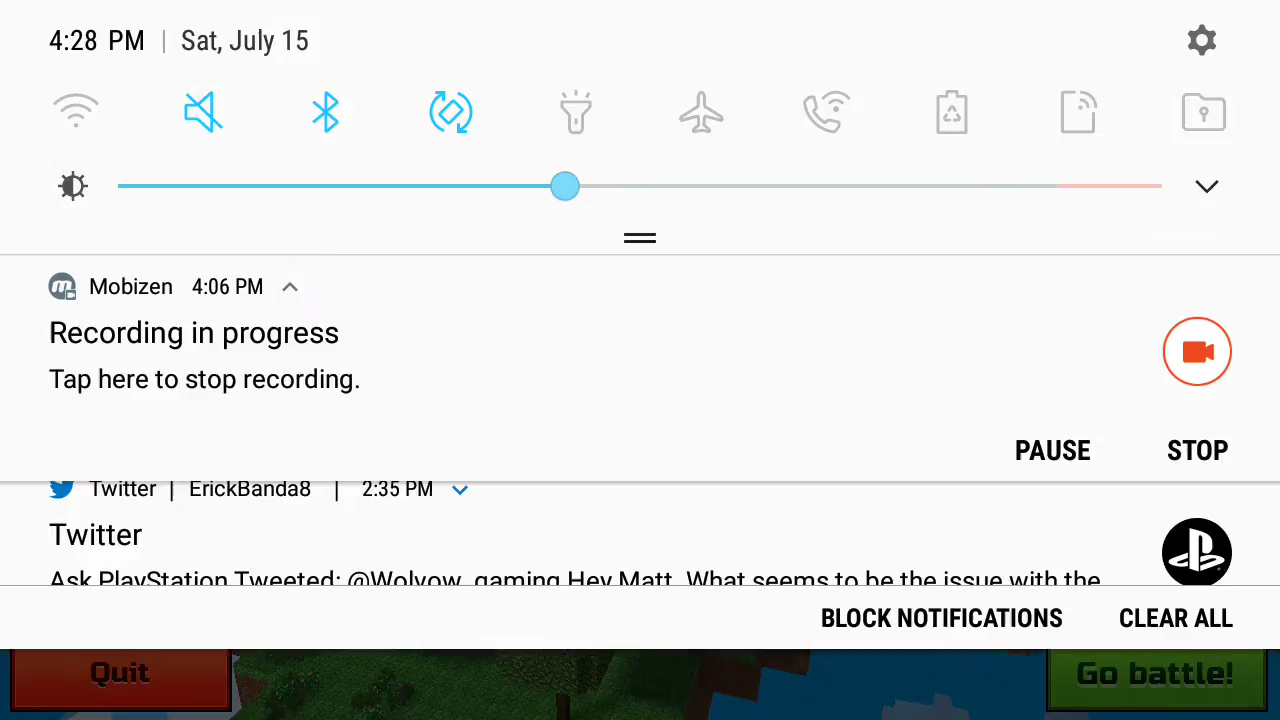 4:28 PM | Sat, July 15
Mobizen 4:06 PM
Recording in progress
Tap here to stop recording.
PAUSE STOP
Twitter | ErickBanda8 | 2:35 PM
Twitter
Ask PlayStation Tweeted: @Wolvow_gaming Hey Matt. What seems to be the issue with the
BLOCK NOTIFICATIONS CLEAR ALL
Quit Go battle!